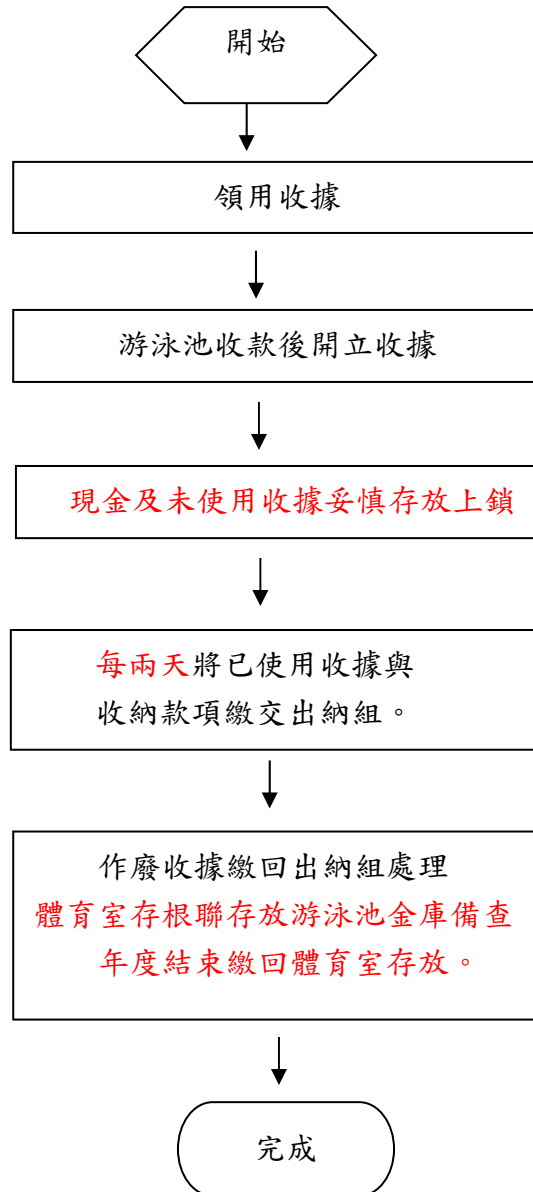 開始
領用收據
游泳池收款後開立收據
現金及未使用收據妥慎存放上鎖
每兩天將已使用收據與
收納款項繳交出納組。
作廢收據繳回出納組處理
體育室存根聯存放游泳池金庫備查
年度結束繳回體育室存放。
完成